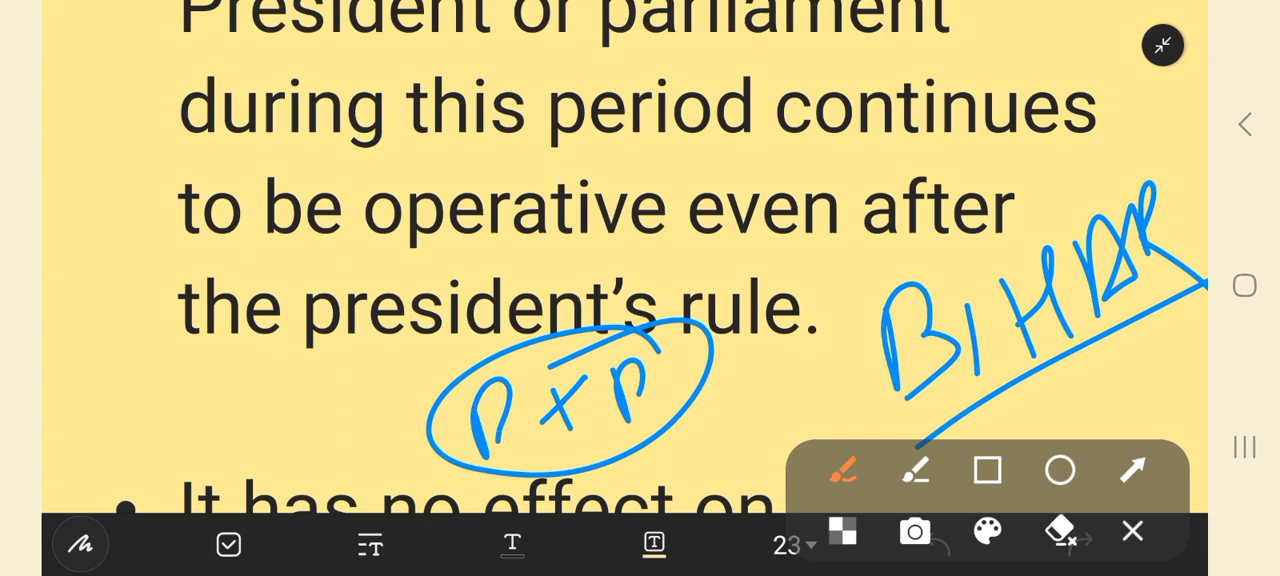 President or parliament
during this period continues
to be operative even after
the president's rule.
BIHAR
P + P
It has no effect on
23